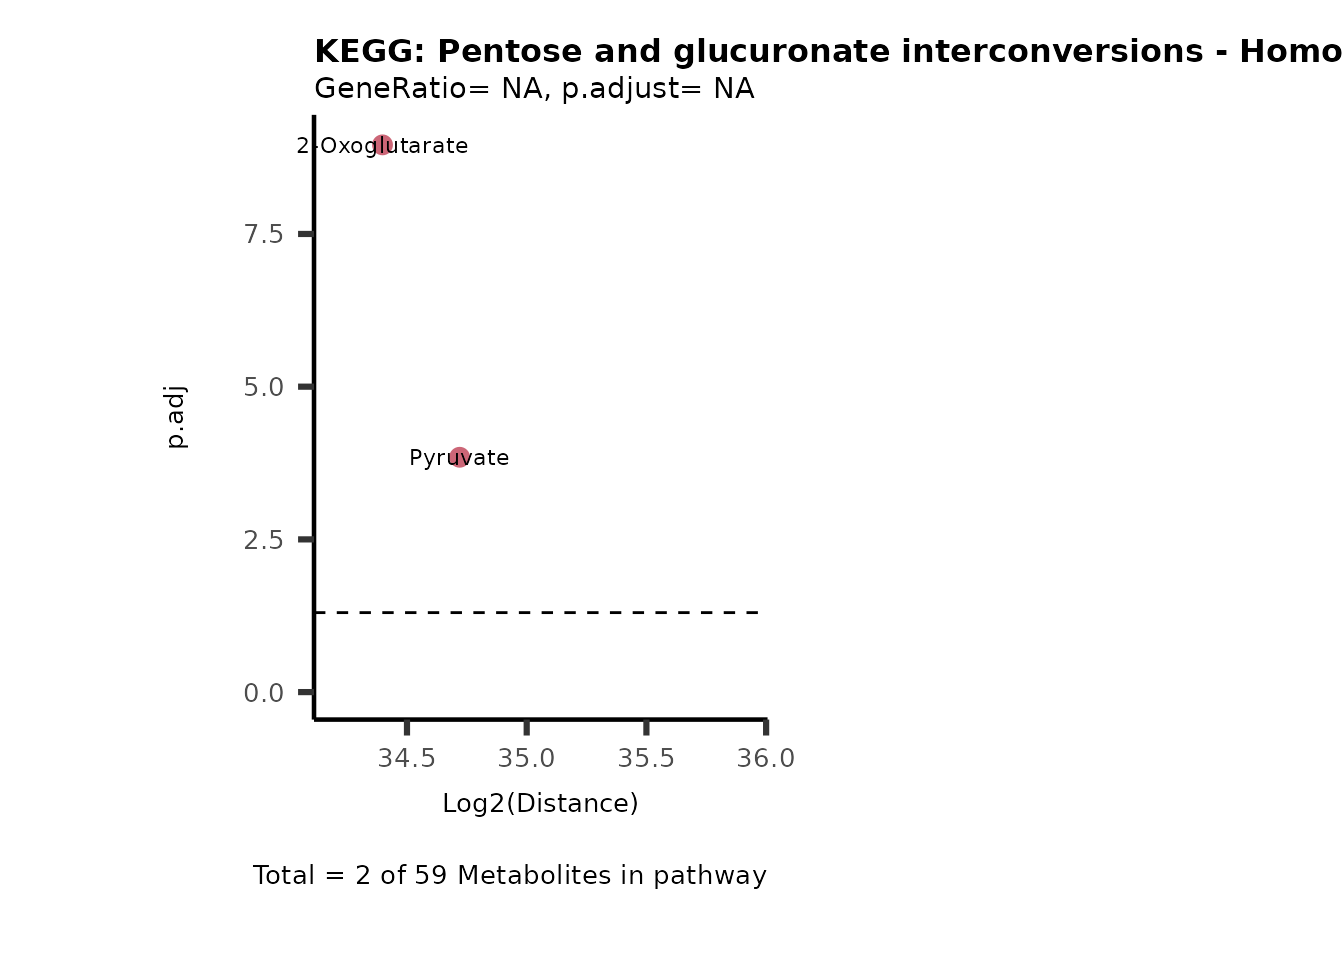 KEGG: Pentose and glucuronate interconversions - Homo
GeneRatio= NA, p.adjust= NA
2-Oxoglutarate
7.5
5.0
p.adj
Pyruvate
2.5
0.0
34.5 35.0 35.5 36.0
Log2(Distance)
Total = 2 of 59 Metabolites in pathway